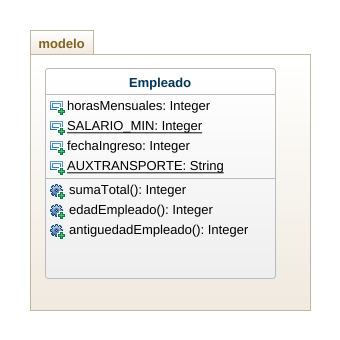 modelo
Empleado
horasMensuales: Integer
SALARIO_MIN: Integer
fechaIngreso: Integer
AUXTRANSPORTE: String
sumaTotal(): Integer
edadEmpleado(): Integer
antiguedadEmpleado(): Integer